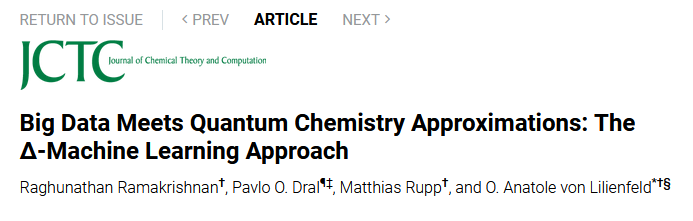 RETURN TO ISSUE < PREV ARTICLE NEXT >
JCTC Journal of Chemical Theory and Computation
Big Data Meets Quantum Chemistry Approximations: The
Δ-Machine Learning Approach
Raghunathan Ramakrishnan†, Pavlo O. Dral¶‡, Matthias Rupp†, and O. Anatole von Lilienfeld*†§